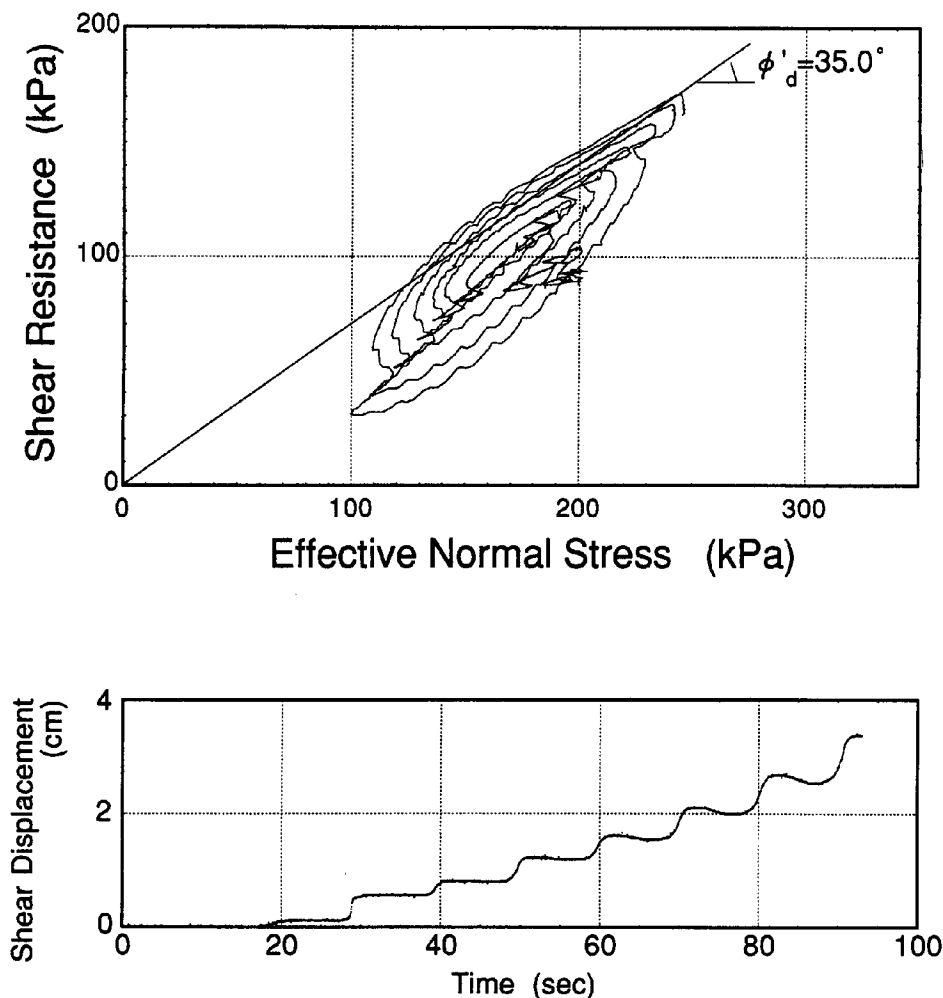 Shear Resistance (kPa)
200
100
0
ϕ'd=35.0°
0 100 200 300
Effective Normal Stress (kPa)
Shear Displacement
(cm)
4
2
0
0 20 40 60 80 100
Time (sec)